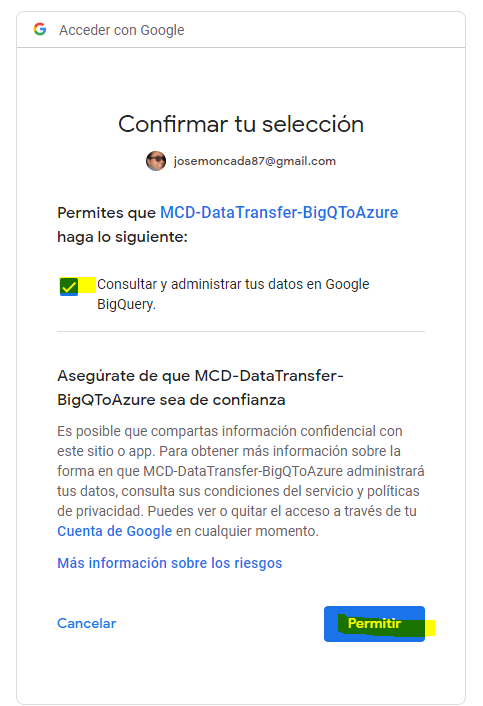 Acceder con Google
Confirmar tu selección
josemoncada87@gmail.com
Permites que MCD-DataTransfer-BigQToAzure
haga lo siguiente:
Consultar y administrar tus datos en Google
BigQuery.
Asegúrate de que MCD-DataTransfer-
BigQToAzure sea de confianza
Es posible que compartas información confidencial con
este sitio o app. Para obtener más información sobre la
forma en que MCD-DataTransfer-BigQToAzure administrará
tus datos, consulta sus condiciones del servicio y políticas
de privacidad. Puedes ver o quitar el acceso a través de tu
Cuenta de Google en cualquier momento.
Más información sobre los riesgos
Cancelar
Permitir